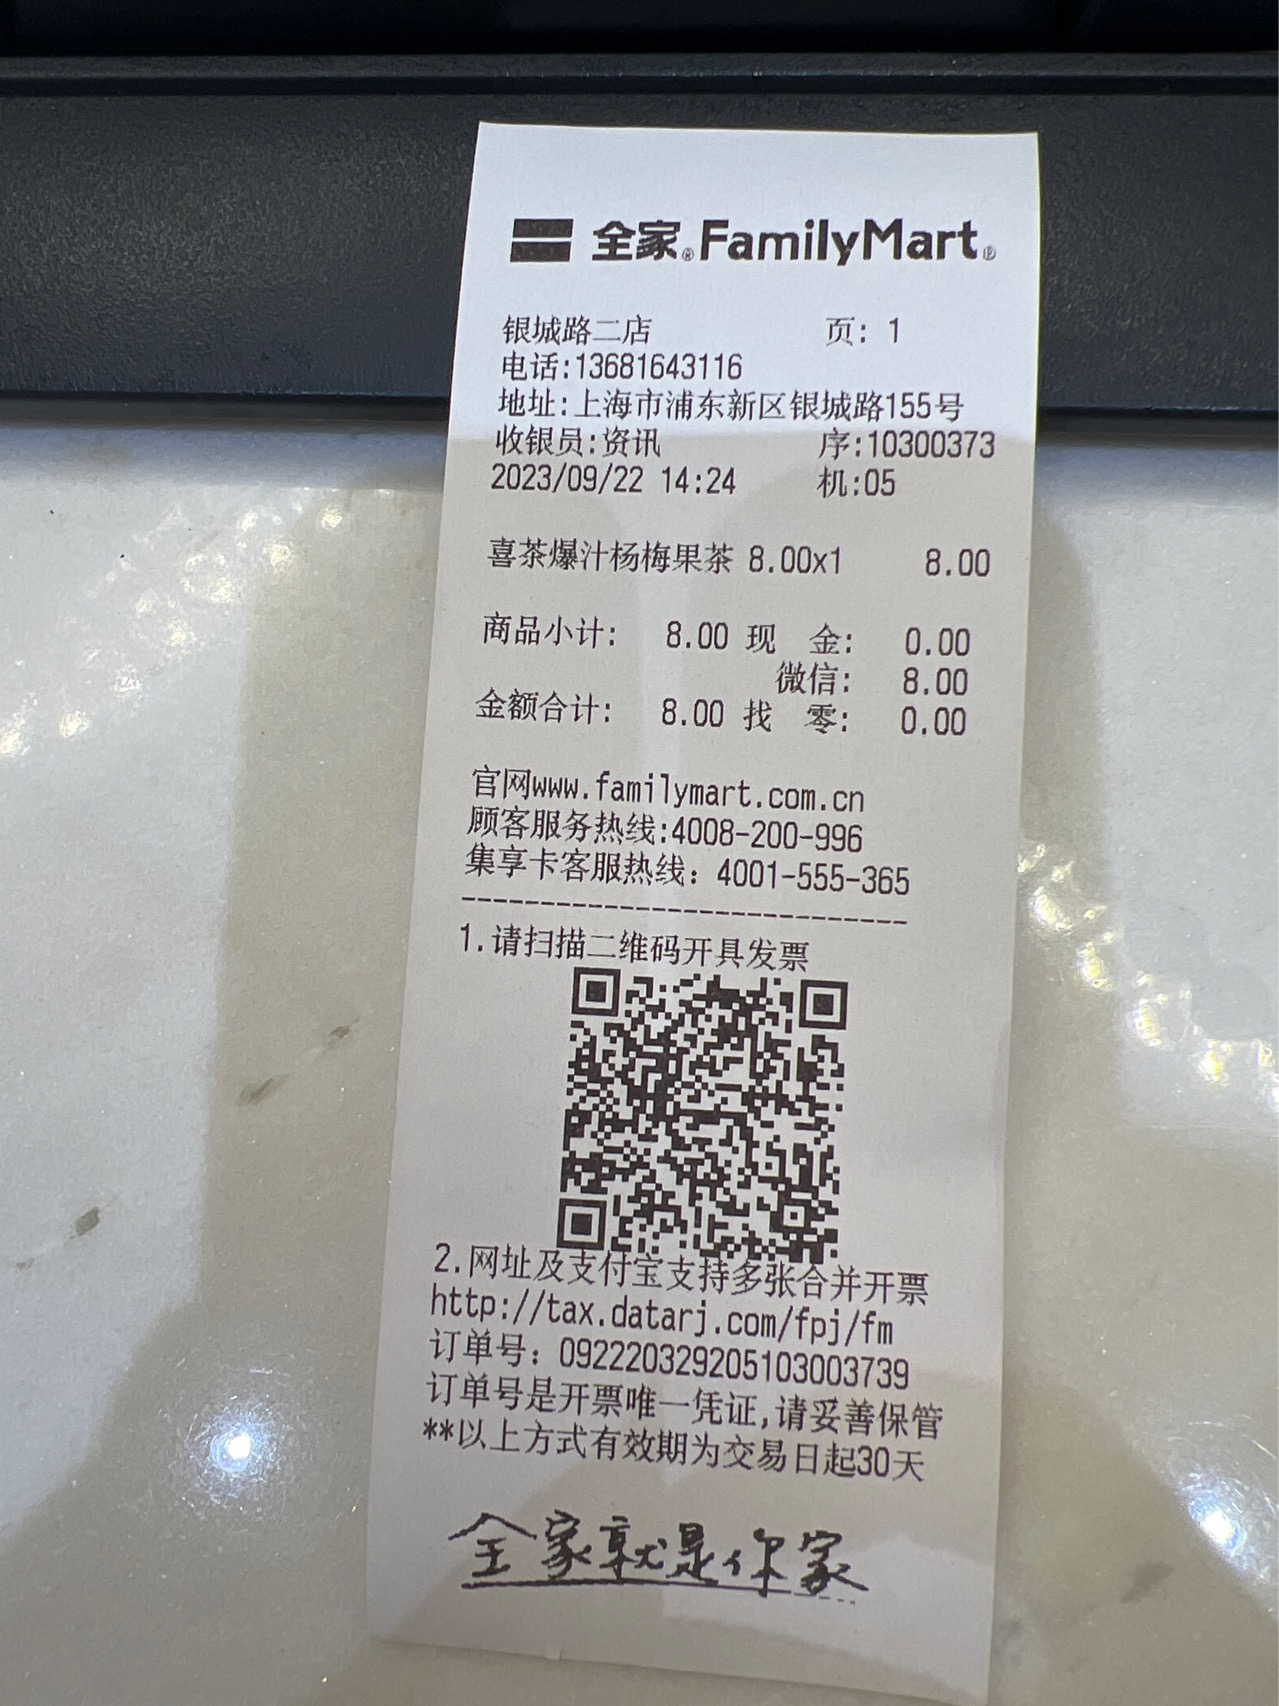 全家®FamilyMart®
银城路二店 页: 1
电话:13681643116
地址:上海市浦东新区银城路155号
收银员:资讯 序:10300373
2023/09/22 14:24 机:05
喜茶爆汁杨梅果茶 8.00x1 8.00
商品小计: 8.00 现 金: 0.00
微信: 8.00
金额合计: 8.00 找 零: 0.00
官网www.familymart.com.cn
顾客服务热线:4008-200-996
集享卡客服热线: 4001-555-365
1.请扫描二维码开具发票
2.网址及支付宝支持多张合并开票
http://tax.datarj.com/fpj/fm
订单号: 092220329205103003739
订单号是开票唯一凭证,请妥善保管
**以上方式有效期为交易日起30天
全家就是你家